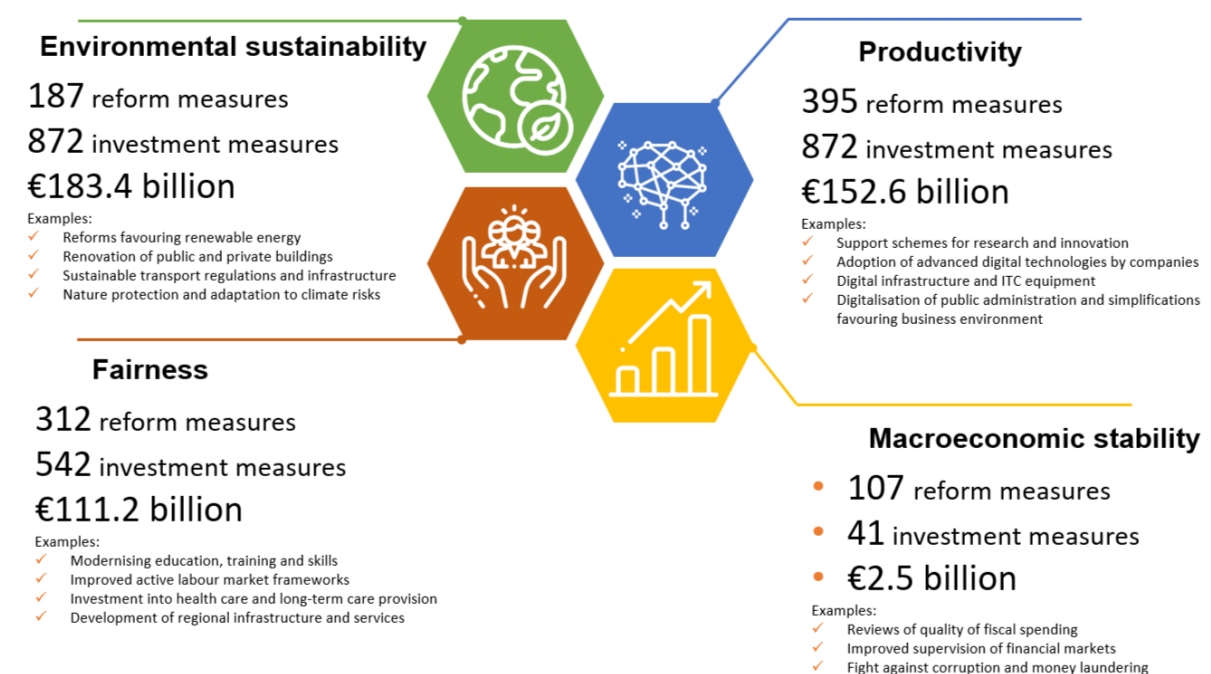 Environmental sustainability
187 reform measures
872 investment measures
€183.4 billion
Examples:
✓ Reforms favouring renewable energy
✓ Renovation of public and private buildings
✓ Sustainable transport regulations and infrastructure
✓ Nature protection and adaptation to climate risks
Productivity
395 reform measures
872 investment measures
€152.6 billion
Examples:
✓ Support schemes for research and innovation
✓ Adoption of advanced digital technologies by companies
✓ Digital infrastructure and ITC equipment
✓ Digitalisation of public administration and simplifications
favouring business environment
Fairness
312 reform measures
542 investment measures
€111.2 billion
Examples:
✓ Modernising education, training and skills
✓ Improved active labour market frameworks
✓ Investment into health care and long-term care provision
✓ Development of regional infrastructure and services
Macroeconomic stability
• 107 reform measures
• 41 investment measures
• €2.5 billion
Examples:
✓ Reviews of quality of fiscal spending
✓ Improved supervision of financial markets
✓ Fight against corruption and money laundering